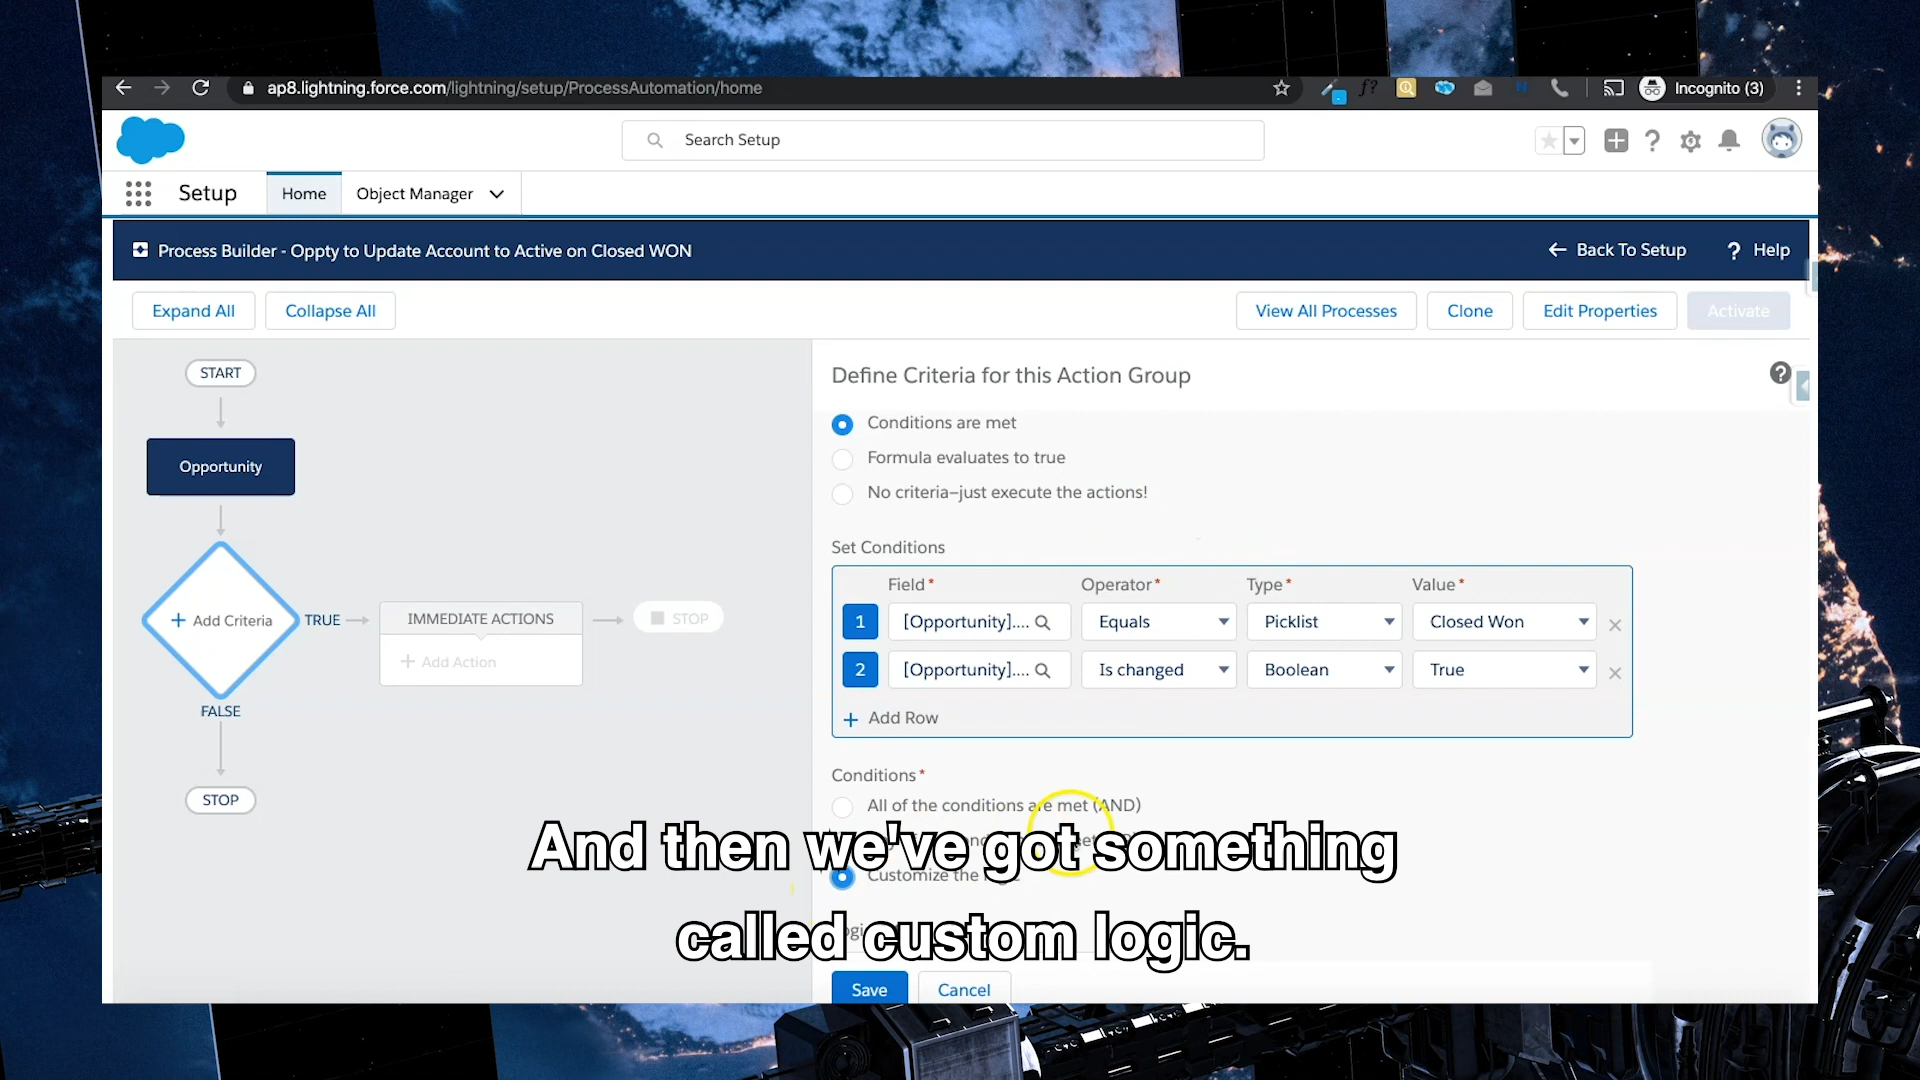 ap8.lightning.force.com/lightning/setup/ProcessAutomation/home
Incognito (3)
Search Setup
Setup
Home
Object Manager
Process Builder - Oppty to Update Account to Active on Closed WON
Back To Setup
? Help
Expand All
Collapse All
View All Processes
Clone
Edit Properties
Activate
START
Opportunity
+ Add Criteria
TRUE
IMMEDIATE ACTIONS
+ Add Action
STOP
FALSE
STOP
Define Criteria for this Action Group
Conditions are met
Formula evaluates to true
No criteria–just execute the actions!
Set Conditions
Field*
Operator*
Type*
Value*
1 [Opportunity].... Equals Picklist Closed Won
2 [Opportunity].... Is changed Boolean True
+ Add Row
Conditions*
All of the conditions are met (AND)
Customize the
And then we've got something
called custom logic.
Save
Cancel